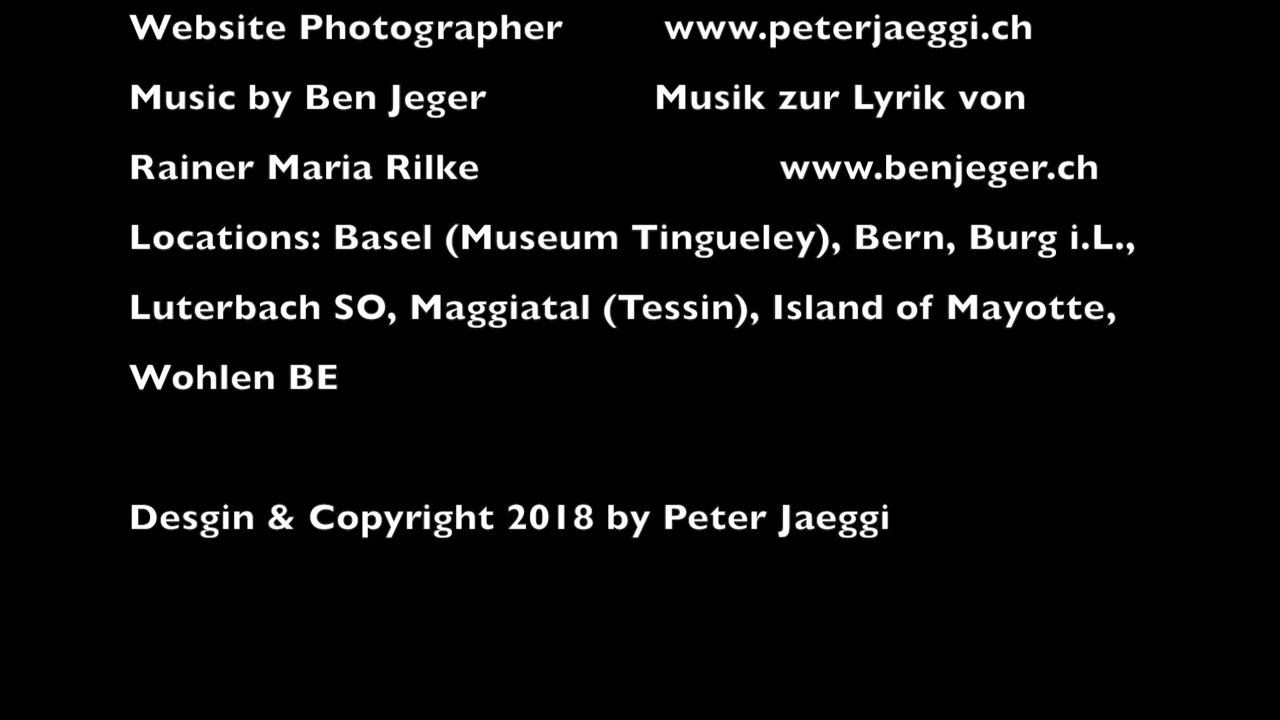 Website Photographer www.peterjaeggi.ch
Music by Ben Jeger Musik zur Lyrik von
Rainer Maria Rilke www.benjeger.ch
Locations: Basel (Museum Tingueley), Bern, Burg i.L.,
Luterbach SO, Maggiatal (Tessin), Island of Mayotte,
Wohlen BE
Desgin & Copyright 2018 by Peter Jaeggi